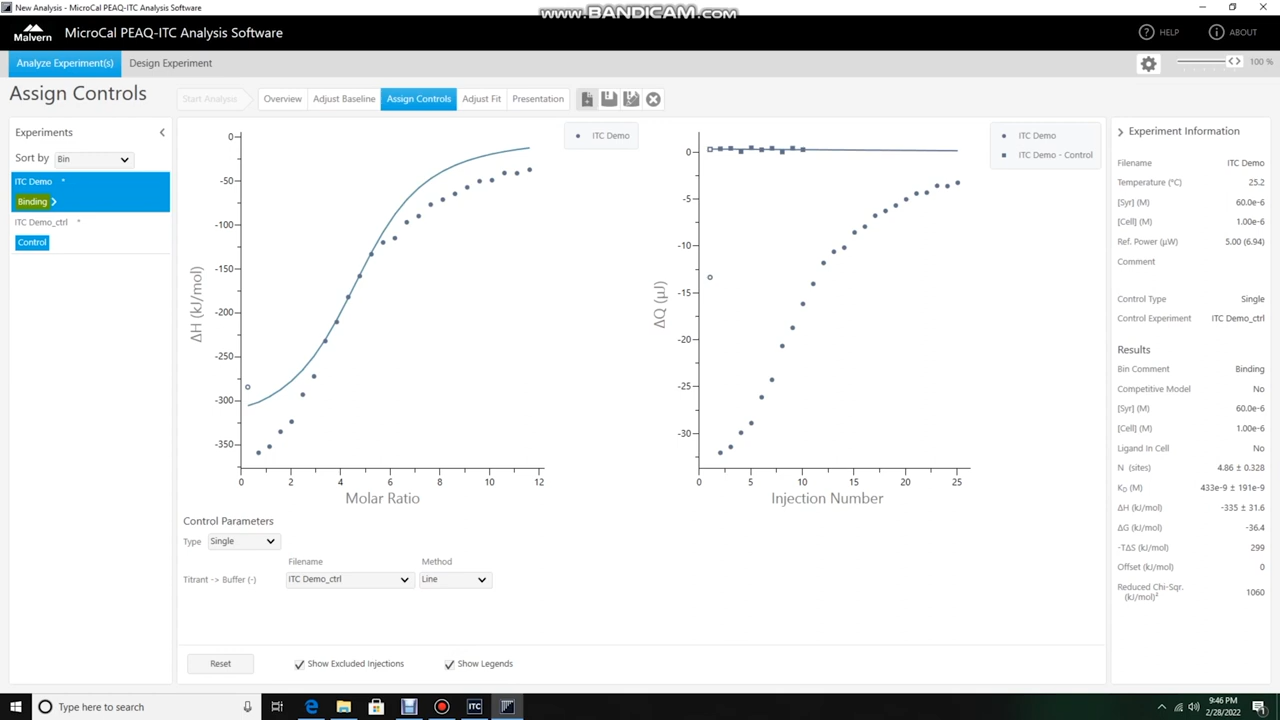 New Analysis - MicroCal PEAQ-ITC Analysis Software
www.BANDICAM.com
Malvern
MicroCal PEAQ-ITC Analysis Software
? HELP
i ABOUT
Analyze Experiment(s)
Design Experiment
100 %
Assign Controls
Start Analysis
Overview
Adjust Baseline
Assign Controls
Adjust Fit
Presentation
Experiments
Sort by Bin
ITC Demo *
Binding
ITC Demo_ctrl *
Control
0
-50
-100
-150
-200
-250
-300
-350
ΔH (kJ/mol)
0 2 4 6 8 10 12
Molar Ratio
ITC Demo
0
-5
-10
-15
-20
-25
-30
ΔQ (µJ)
0 5 10 15 20 25
Injection Number
ITC Demo
ITC Demo - Control
Control Parameters
Type Single
Filename Method
Titrant -> Buffer (-) ITC Demo_ctrl Line
Reset
Show Excluded Injections
Show Legends
Experiment Information
Filename ITC Demo
Temperature (°C) 25.2
[Syr] (M) 60.0e-6
[Cell] (M) 1.00e-6
Ref. Power (µW) 5.00 (6.94)
Comment
Control Type Single
Control Experiment ITC Demo_ctrl
Results
Bin Comment Binding
Competitive Model No
[Syr] (M) 60.0e-6
[Cell] (M) 1.00e-6
Ligand In Cell No
N (sites) 4.86 ± 0.328
KD (M) 433e-9 ± 191e-9
ΔH (kJ/mol) -335 ± 31.6
ΔG (kJ/mol) -36.4
-TΔS (kJ/mol) 299
Offset (kJ/mol) 0
Reduced Chi-Sqr. 1060
(kJ/mol)²
Type here to search
ITC
9:46 PM
2/28/2022
1